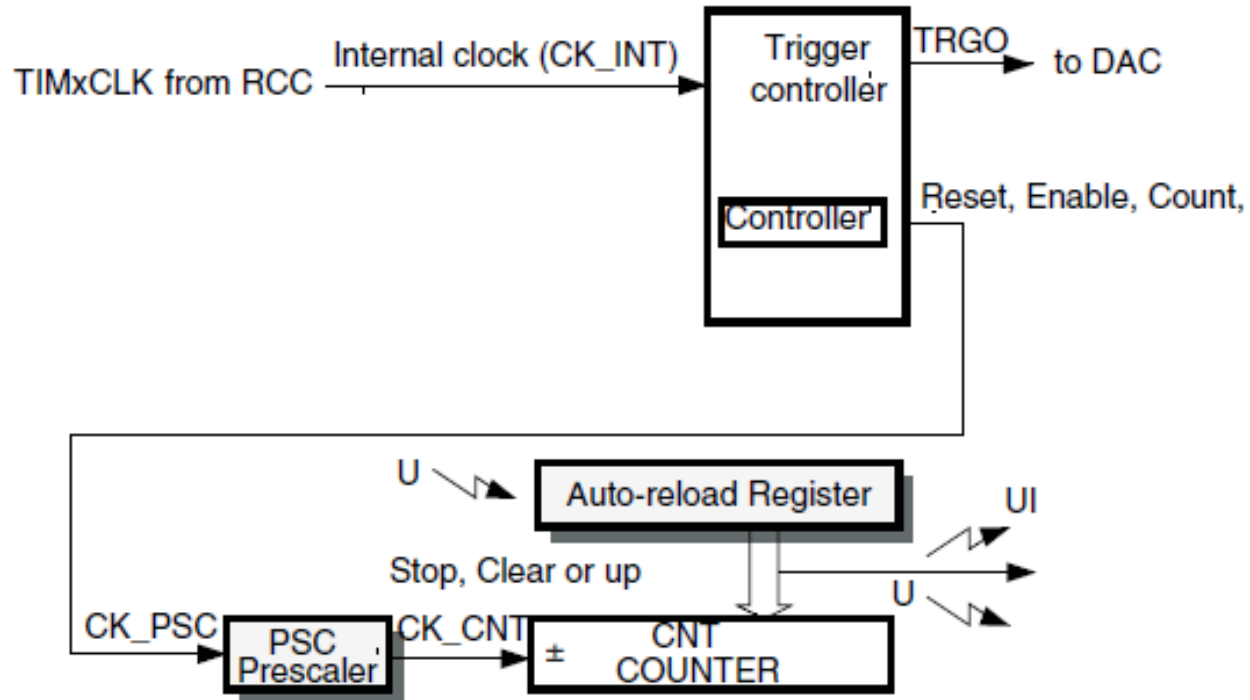 Internal clock (CK_INT)
TIMxCLK from RCC
Trigger
controller
TRGO
to DAC
Controller
Reset, Enable, Count,
U
Auto-reload Register
UI
Stop, Clear or up
U
CK_PSC
PSC
Prescaler
CK_CNT
±
CNT
COUNTER